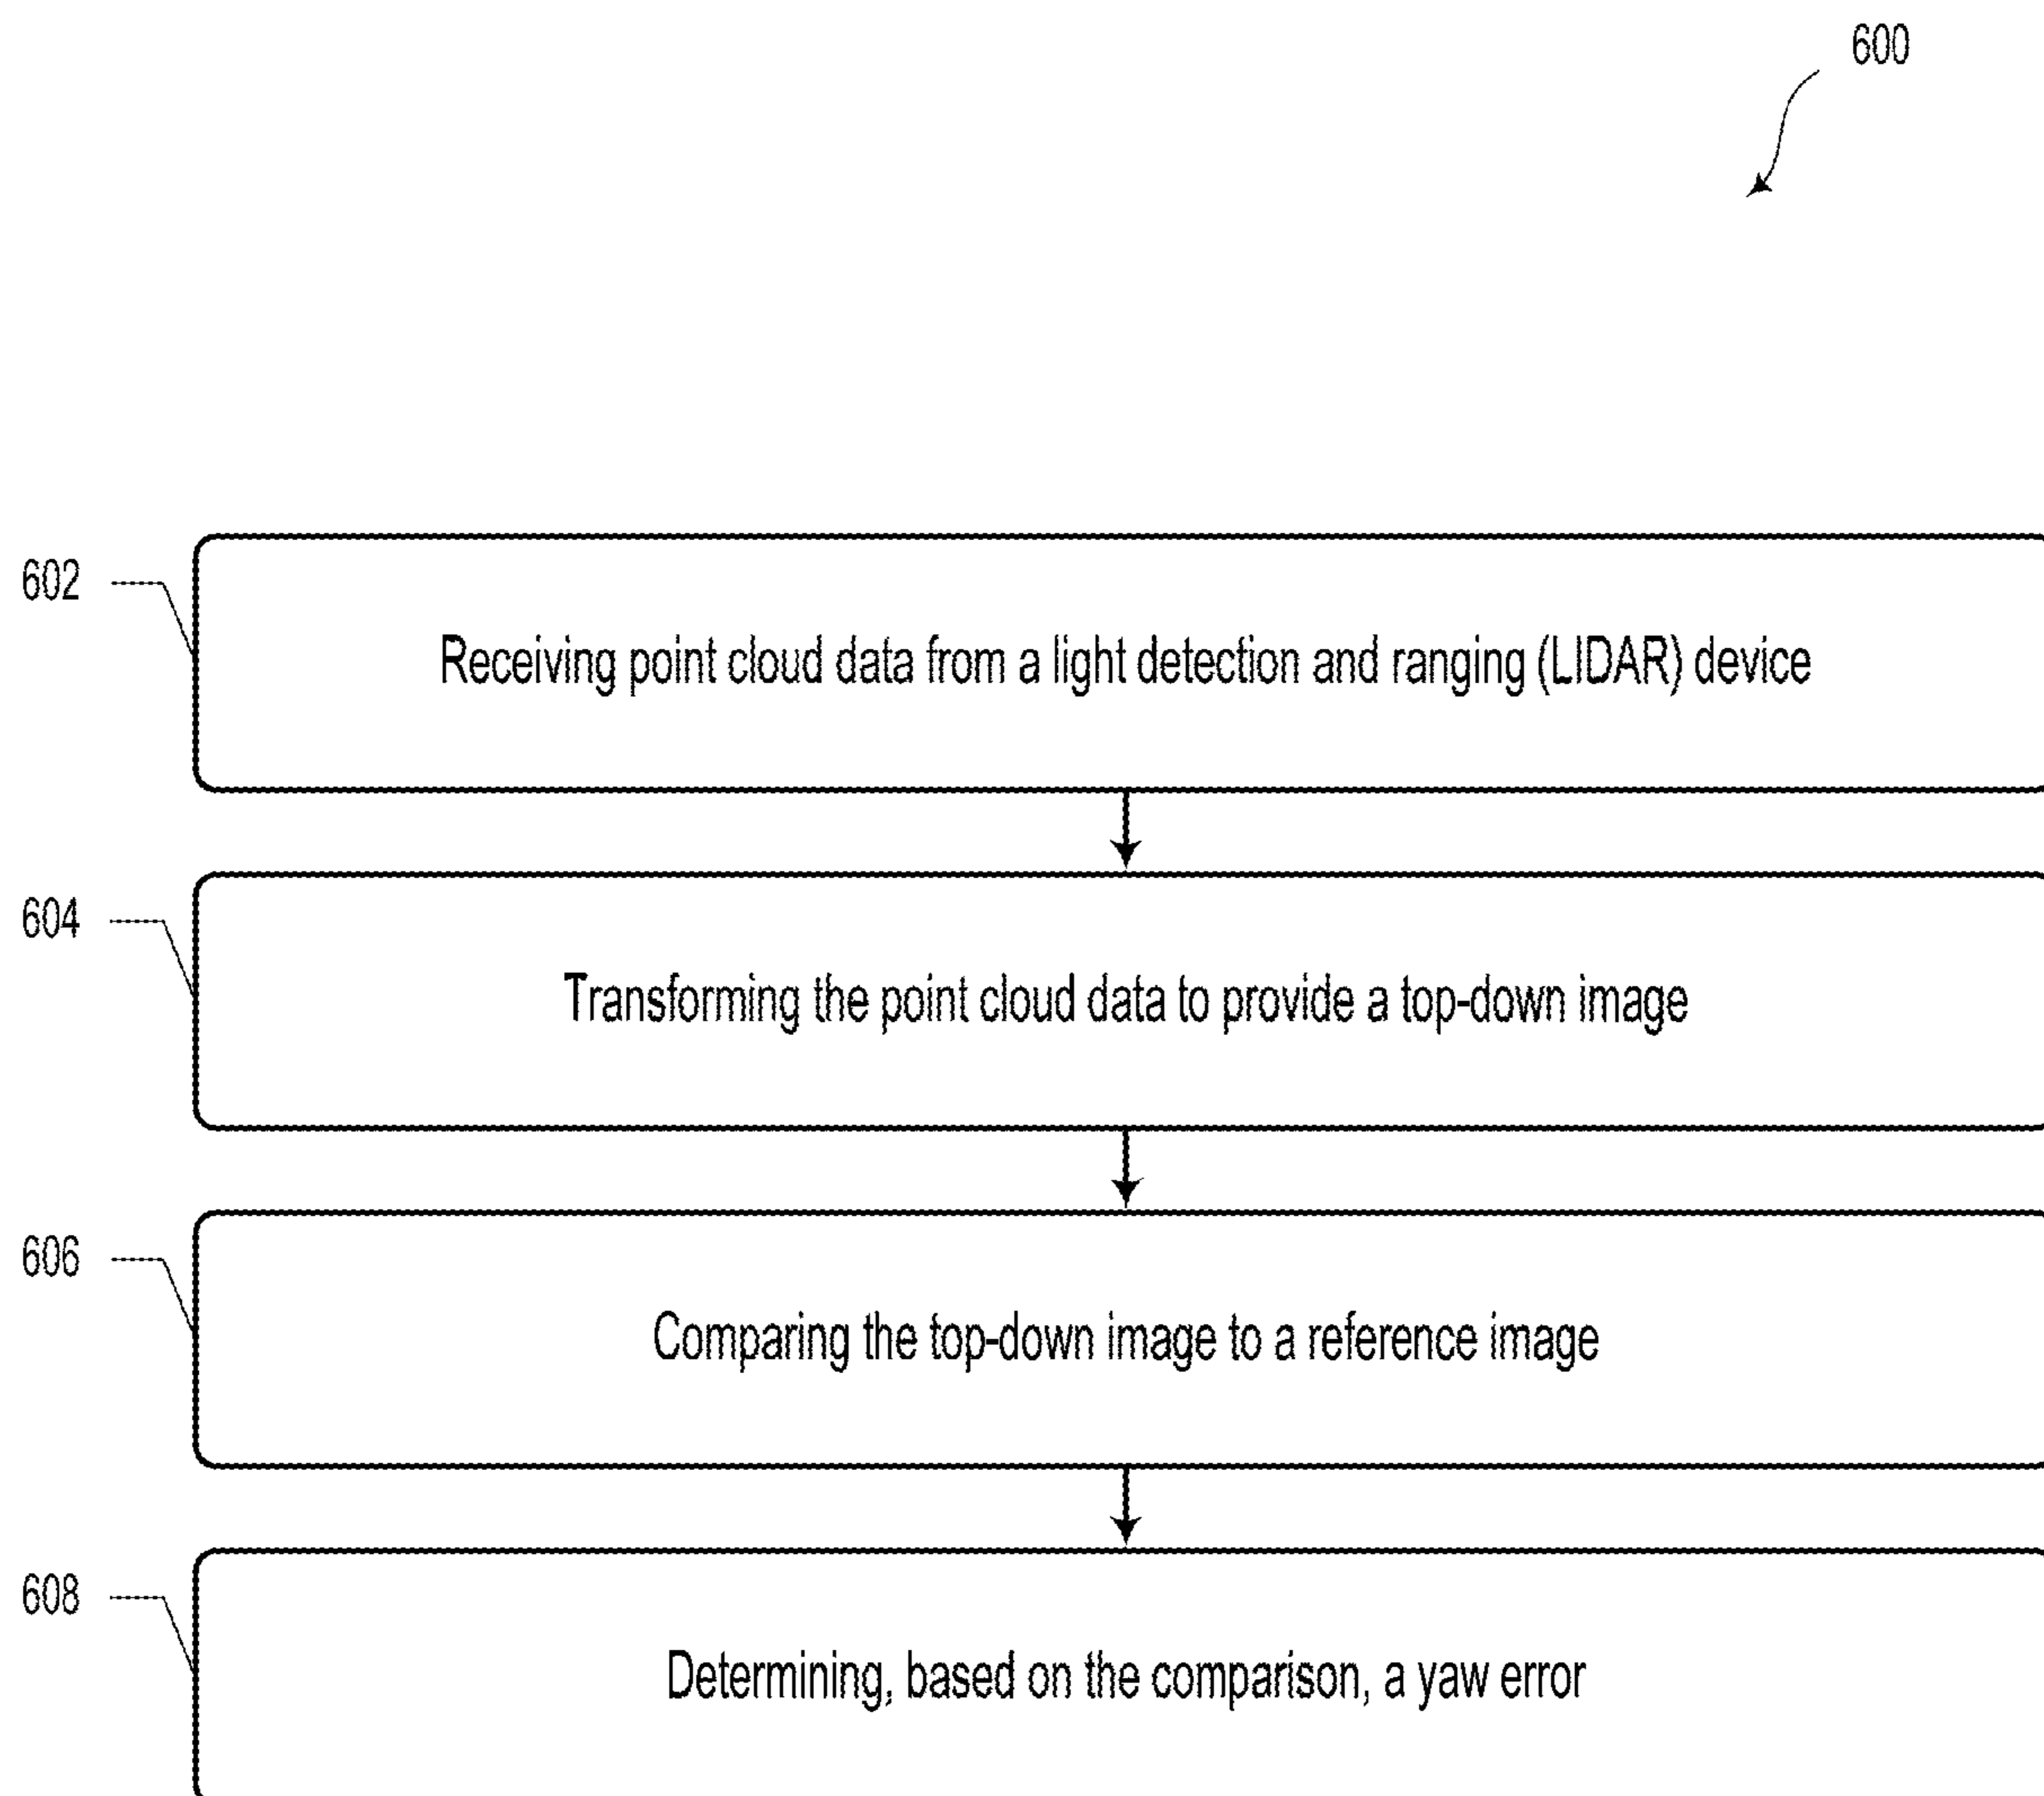 600
602
Receiving point cloud data from a light detection and ranging (LIDAR) device
604
Transforming the point cloud data to provide a top-down image
606
Comparing the top-down image to a reference image
608
Determining, based on the comparison, a yaw error